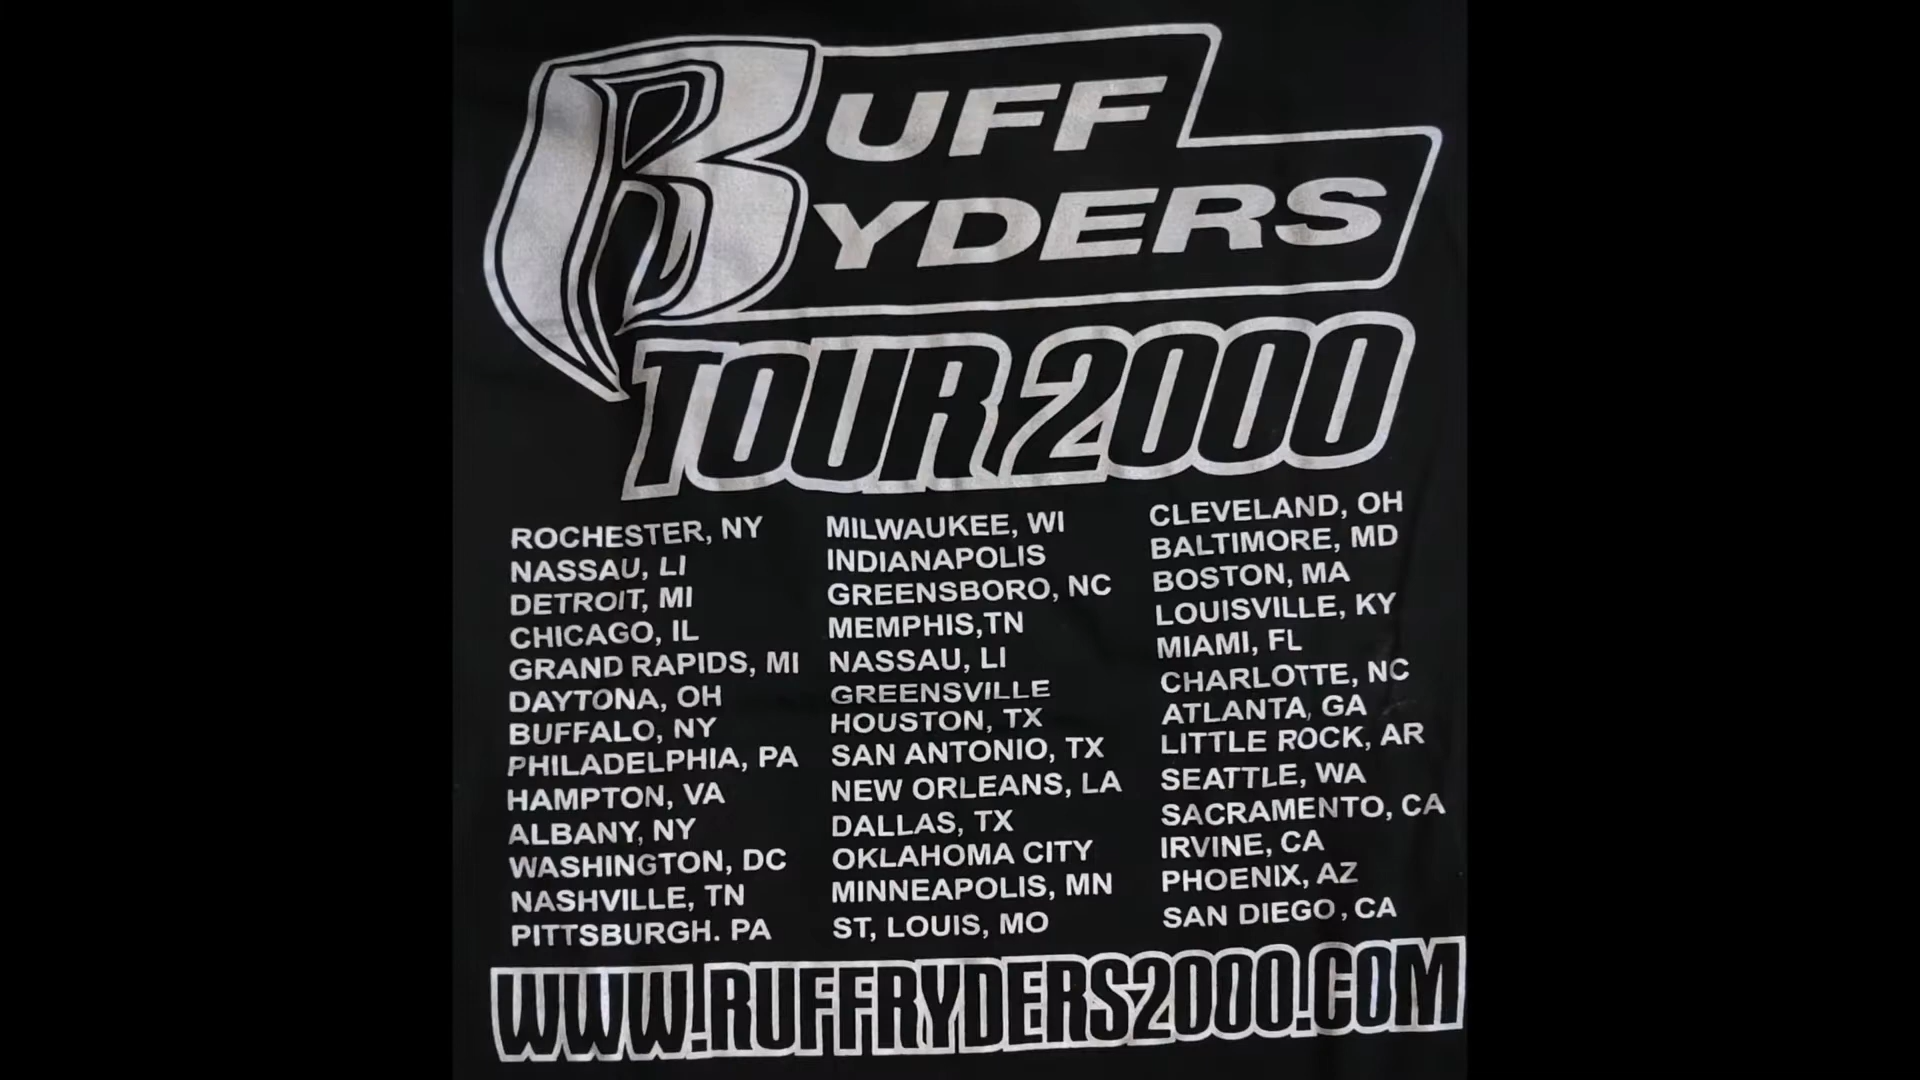 RUFF
RYDERS
TOUR 2000
ROCHESTER, NY
NASSAU, LI
DETROIT, MI
CHICAGO, IL
GRAND RAPIDS, MI
DAYTONA, OH
BUFFALO, NY
PHILADELPHIA, PA
HAMPTON, VA
ALBANY, NY
WASHINGTON, DC
NASHVILLE, TN
PITTSBURGH. PA
MILWAUKEE, WI
INDIANAPOLIS
GREENSBORO, NC
MEMPHIS,TN
NASSAU, LI
GREENSVILLE
HOUSTON, TX
SAN ANTONIO, TX
NEW ORLEANS, LA
DALLAS, TX
OKLAHOMA CITY
MINNEAPOLIS, MN
ST, LOUIS, MO
CLEVELAND, OH
BALTIMORE, MD
BOSTON, MA
LOUISVILLE, KY
MIAMI, FL
CHARLOTTE, NC
ATLANTA, GA
LITTLE ROCK, AR
SEATTLE, WA
SACRAMENTO, CA
IRVINE, CA
PHOENIX, AZ
SAN DIEGO, CA
WWW.RUFFRYDERS2000.COM